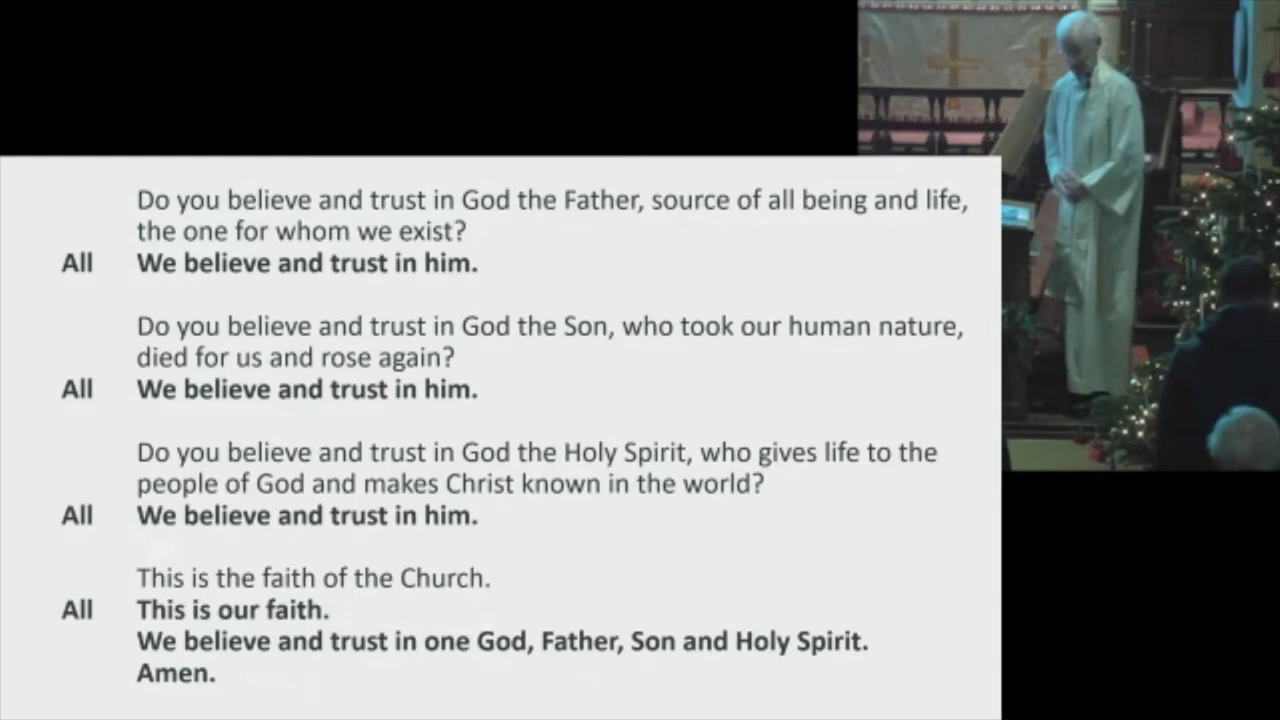 Do you believe and trust in God the Father, source of all being and life,
the one for whom we exist?
All We believe and trust in him.
Do you believe and trust in God the Son, who took our human nature,
died for us and rose again?
All We believe and trust in him.
Do you believe and trust in God the Holy Spirit, who gives life to the
people of God and makes Christ known in the world?
All We believe and trust in him.
This is the faith of the Church.
All This is our faith.
We believe and trust in one God, Father, Son and Holy Spirit.
Amen.